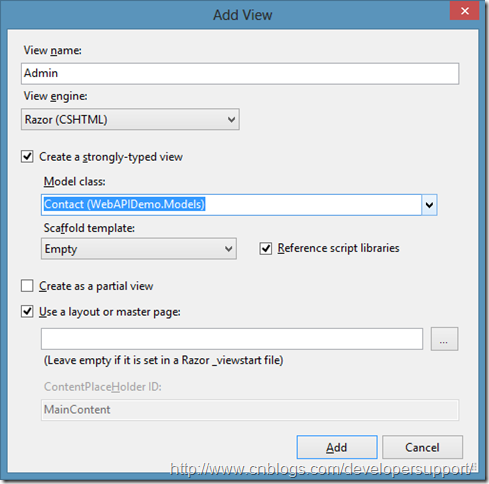 Add View
View name:
Admin
View engine:
Razor (CSHTML)
Create a strongly-typed view
Model class:
Contact (WebAPIDemo.Models)
Scaffold template:
Empty
Reference script libraries
Create as a partial view
Use a layout or master page:
...
(Leave empty if it is set in a Razor _viewstart file)
ContentPlaceHolder ID:
MainContent
Add
Cancel
http://www.cnblogs.com/developersupport/